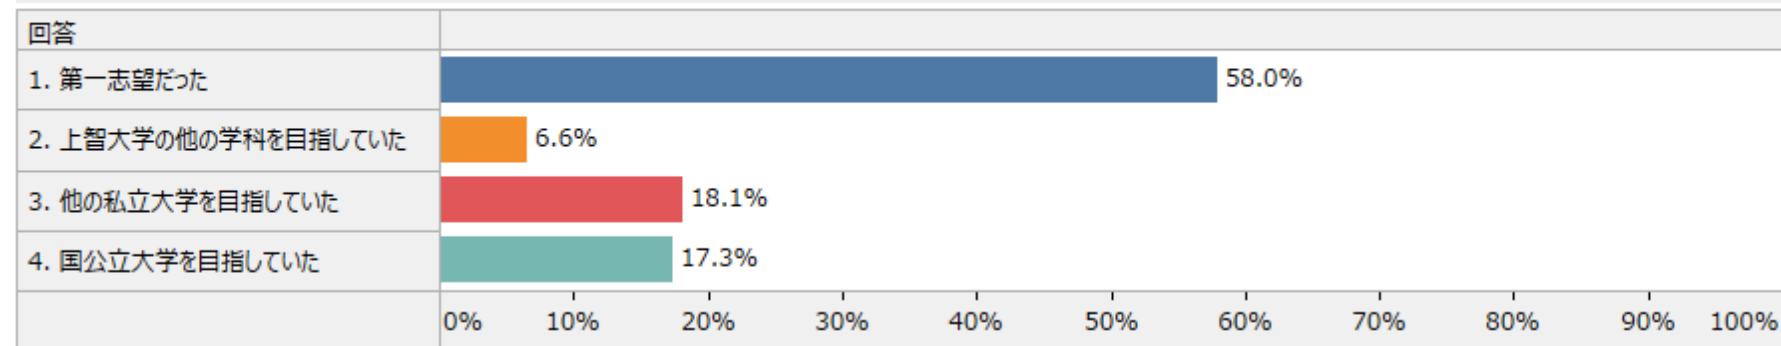 回答
1. 第一志望だった 58.0%
2. 上智大学の他の学科を目指していた 6.6%
3. 他の私立大学を目指していた 18.1%
4. 国公立大学を目指していた 17.3%
0% 10% 20% 30% 40% 50% 60% 70% 80% 90% 100%